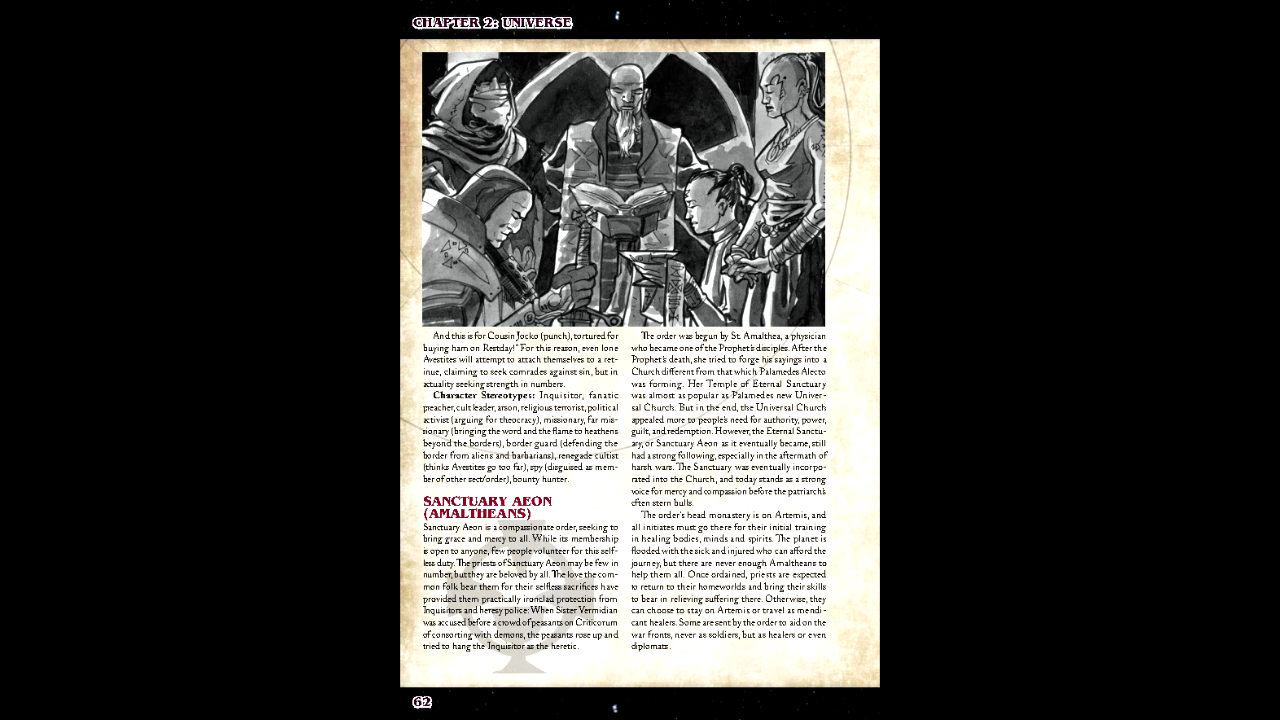 CHAPTER 2: UNIVERSE
And this is for Cousin Jocko (punch), tortured for
buying ham on Restday!" For this reason, even lone
Avestites will attempt to attach themselves to a ret-
inue, claiming to seek comrades against sin, but in
actuality seeking strength in numbers.
Character Stereotypes: Inquisitor, fanatic
preacher, cult leader, arson, religious terrorist, political
activist (arguing for theocracy), missionary, far mis-
sionary (bringing the word and the flame to heathens
beyond the borders), border guard (defending the
border from aliens and barbarians), renegade cultist
(thinks Avestites go too far), spy (disguised as mem-
ber of other sect/order), bounty hunter.
SANCTUARY AEON
(AMALTHEANS)
Sanctuary Aeon is a compassionate order, seeking to
bring grace and mercy to all. While its membership
is open to anyone, few people volunteer for this self-
less duty. The priests of Sanctuary Aeon may be few in
number, but they are beloved by all. The love the com-
mon folk bear them for their selfless sacrifices have
provided them practically ironclad protection from
Inquisitors and heresy police: When Sister Vermidian
was accused before a crowd of peasants on Criticorum
of consorting with demons, the peasants rose up and
tried to hang the Inquisitor as the heretic.
The order was begun by St. Amalthea, a physician
who became one of the Prophet's disciples. After the
Prophet's death, she tried to forge his sayings into a
Church different from that which Palamedes Alecto
was forming. Her Temple of Eternal Sanctuary
was almost as popular as Palamedes new Univer-
sal Church. But in the end, the Universal Church
appealed more to people's need for authority, power,
guilt, and redemption. However, the Eternal Sanctu-
ary, or Sanctuary Aeon as it eventually became, still
had a strong following, especially in the aftermath of
harsh wars. The Sanctuary was eventually incorpo-
rated into the Church, and today stands as a strong
voice for mercy and compassion before the patriarch's
often stern bulls.
The order's head monastery is on Artemis, and
all initiates must go there for their initial training
in healing bodies, minds and spirits. The planet is
flooded with the sick and injured who can afford the
journey, but there are never enough Amaltheans to
help them all. Once ordained, priests are expected
to return to their homeworlds and bring their skills
to bear in relieving suffering there. Otherwise, they
can choose to stay on Artemis or travel as mendi-
cant healers. Some are sent by the order to aid on the
war fronts, never as soldiers, but as healers or even
diplomats.
62